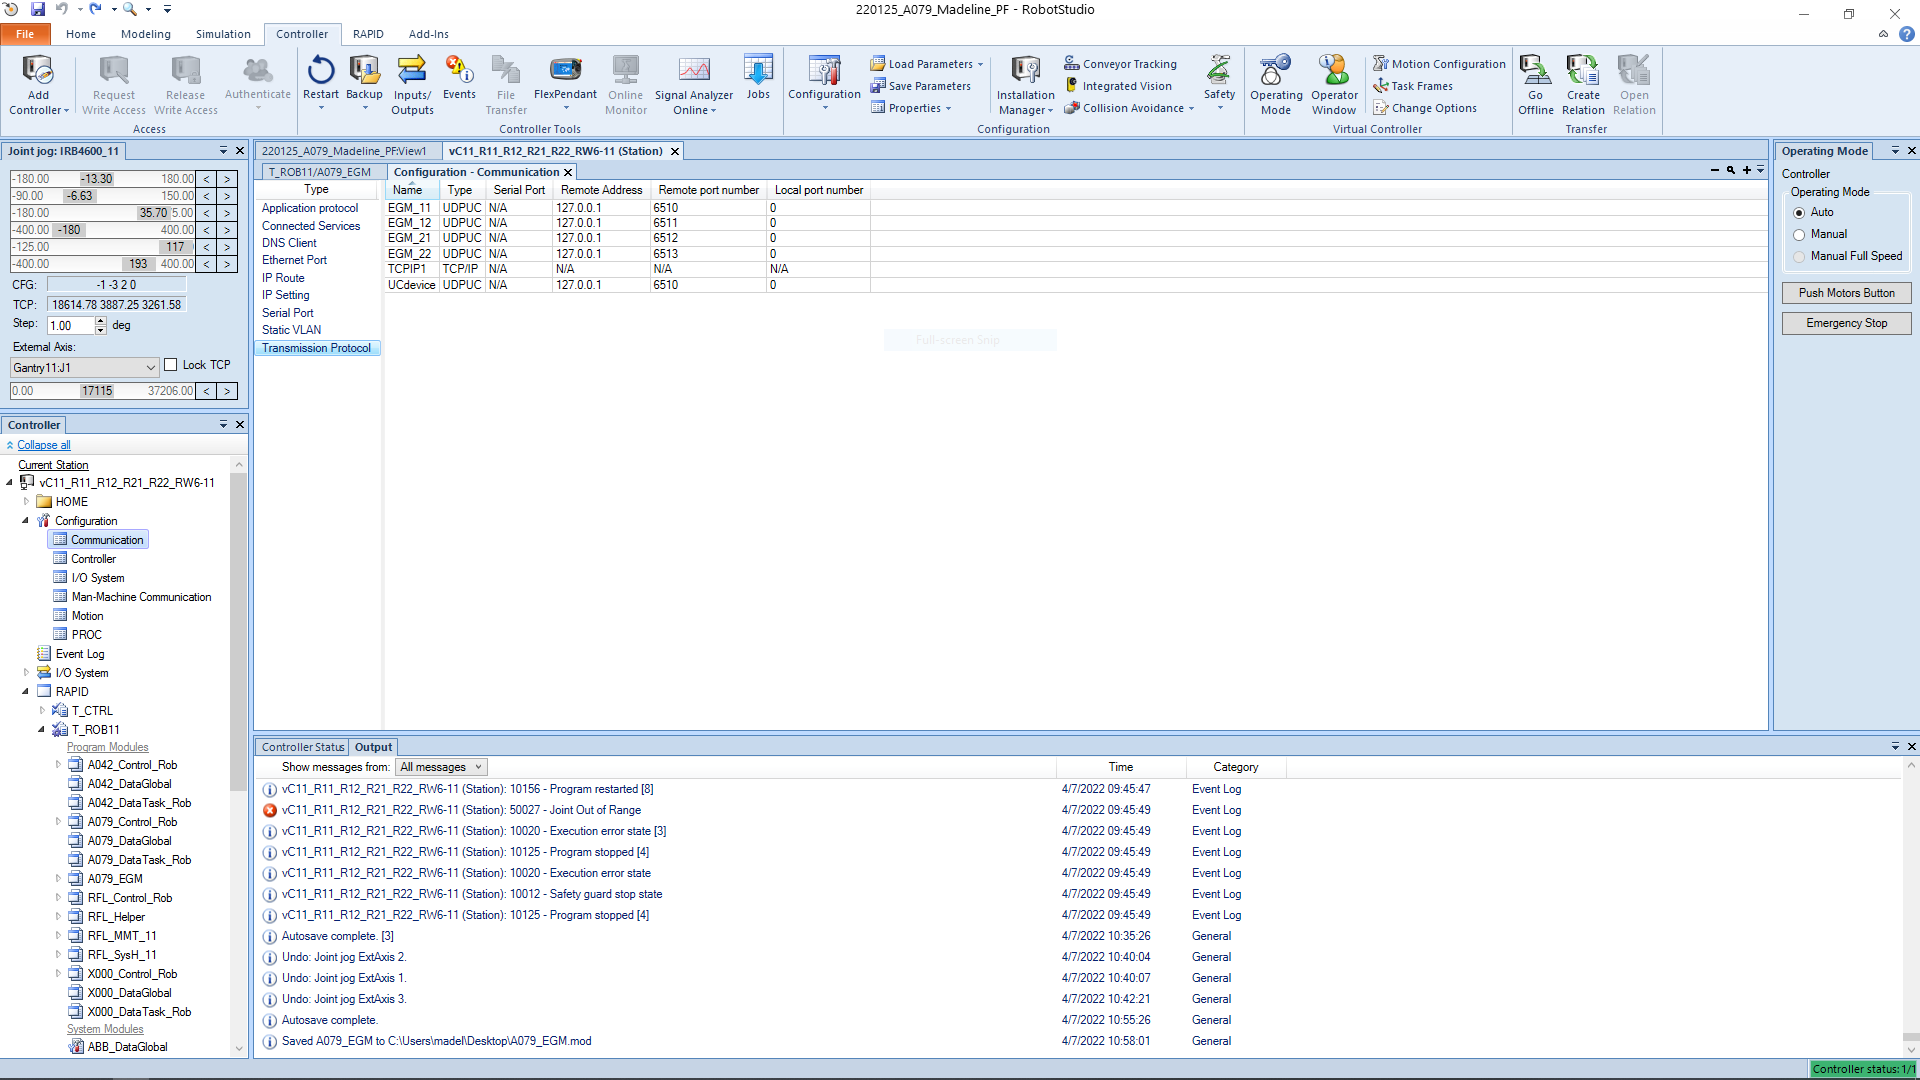 220125_A079_Madeline_PF - RobotStudio
File Home Modeling Simulation Controller RAPID Add-Ins
Add Controller
Request Write Access
Release Write Access
Authenticate
Access
Restart
Backup
Inputs/ Outputs
Events
File Transfer
FlexPendant
Online Monitor
Signal Analyzer Online
Jobs
Controller Tools
Configuration
Load Parameters
Save Parameters
Properties
Installation Manager
Conveyor Tracking
Integrated Vision
Collision Avoidance
Safety
Configuration
Operating Mode
Operator Window
Motion Configuration
Task Frames
Change Options
Virtual Controller
Go Offline
Create Relation
Open Relation
Transfer
Joint jog: IRB4600_11
-180.00 -13.30 180.00 < >
-90.00 -6.63 150.00 < >
-180.00 35.70 5.00 < >
-400.00 -180 400.00 < >
-125.00 117 < >
-400.00 193 400.00 < >
CFG: -1 -3 2 0
TCP: 18614.78 3887.25 3261.58
Step: 1.00 deg
External Axis:
Gantry11:J1 Lock TCP
0.00 17115 37206.00 < >
Controller
Collapse all
Current Station
vC11_R11_R12_R21_R22_RW6-11
HOME
Configuration
Communication
Controller
I/O System
Man-Machine Communication
Motion
PROC
Event Log
I/O System
RAPID
T_CTRL
T_ROB11
Program Modules
A042_Control_Rob
A042_DataGlobal
A042_DataTask_Rob
A079_Control_Rob
A079_DataGlobal
A079_DataTask_Rob
A079_EGM
RFL_Control_Rob
RFL_Helper
RFL_MMT_11
RFL_SysH_11
X000_Control_Rob
X000_DataGlobal
X000_DataTask_Rob
System Modules
ABB_DataGlobal
220125_A079_Madeline_PF:View1 vC11_R11_R12_R21_R22_RW6-11 (Station)
T_ROB11/A079_EGM Configuration - Communication
Type
Application protocol
Connected Services
DNS Client
Ethernet Port
IP Route
IP Setting
Serial Port
Static VLAN
Transmission Protocol
Name Type Serial Port Remote Address Remote port number Local port number
EGM_11 UDPUC N/A 127.0.0.1 6510 0
EGM_12 UDPUC N/A 127.0.0.1 6511 0
EGM_21 UDPUC N/A 127.0.0.1 6512 0
EGM_22 UDPUC N/A 127.0.0.1 6513 0
TCPIP1 TCP/IP N/A N/A N/A N/A
UCdevice UDPUC N/A 127.0.0.1 6510 0
Full-screen Snip
Operating Mode
Controller
Operating Mode
Auto
Manual
Manual Full Speed
Push Motors Button
Emergency Stop
Controller Status Output
Show messages from: All messages Time Category
vC11_R11_R12_R21_R22_RW6-11 (Station): 10156 - Program restarted [8] 4/7/2022 09:45:47 Event Log
vC11_R11_R12_R21_R22_RW6-11 (Station): 50027 - Joint Out of Range 4/7/2022 09:45:49 Event Log
vC11_R11_R12_R21_R22_RW6-11 (Station): 10020 - Execution error state [3] 4/7/2022 09:45:49 Event Log
vC11_R11_R12_R21_R22_RW6-11 (Station): 10125 - Program stopped [4] 4/7/2022 09:45:49 Event Log
vC11_R11_R12_R21_R22_RW6-11 (Station): 10020 - Execution error state 4/7/2022 09:45:49 Event Log
vC11_R11_R12_R21_R22_RW6-11 (Station): 10012 - Safety guard stop state 4/7/2022 09:45:49 Event Log
vC11_R11_R12_R21_R22_RW6-11 (Station): 10125 - Program stopped [4] 4/7/2022 09:45:49 Event Log
Autosave complete. [3] 4/7/2022 10:35:26 General
Undo: Joint jog ExtAxis 2. 4/7/2022 10:40:04 General
Undo: Joint jog ExtAxis 1. 4/7/2022 10:40:07 General
Undo: Joint jog ExtAxis 3. 4/7/2022 10:42:21 General
Autosave complete. 4/7/2022 10:55:26 General
Saved A079_EGM to C:\Users\madel\Desktop\A079_EGM.mod 4/7/2022 10:58:01 General
Controller status: 1/1